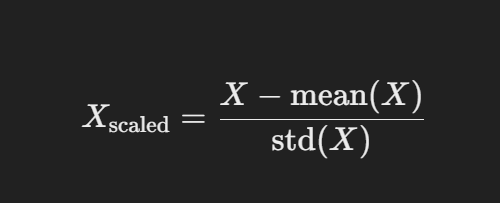 X_scaled = (X − mean(X)) / std(X)